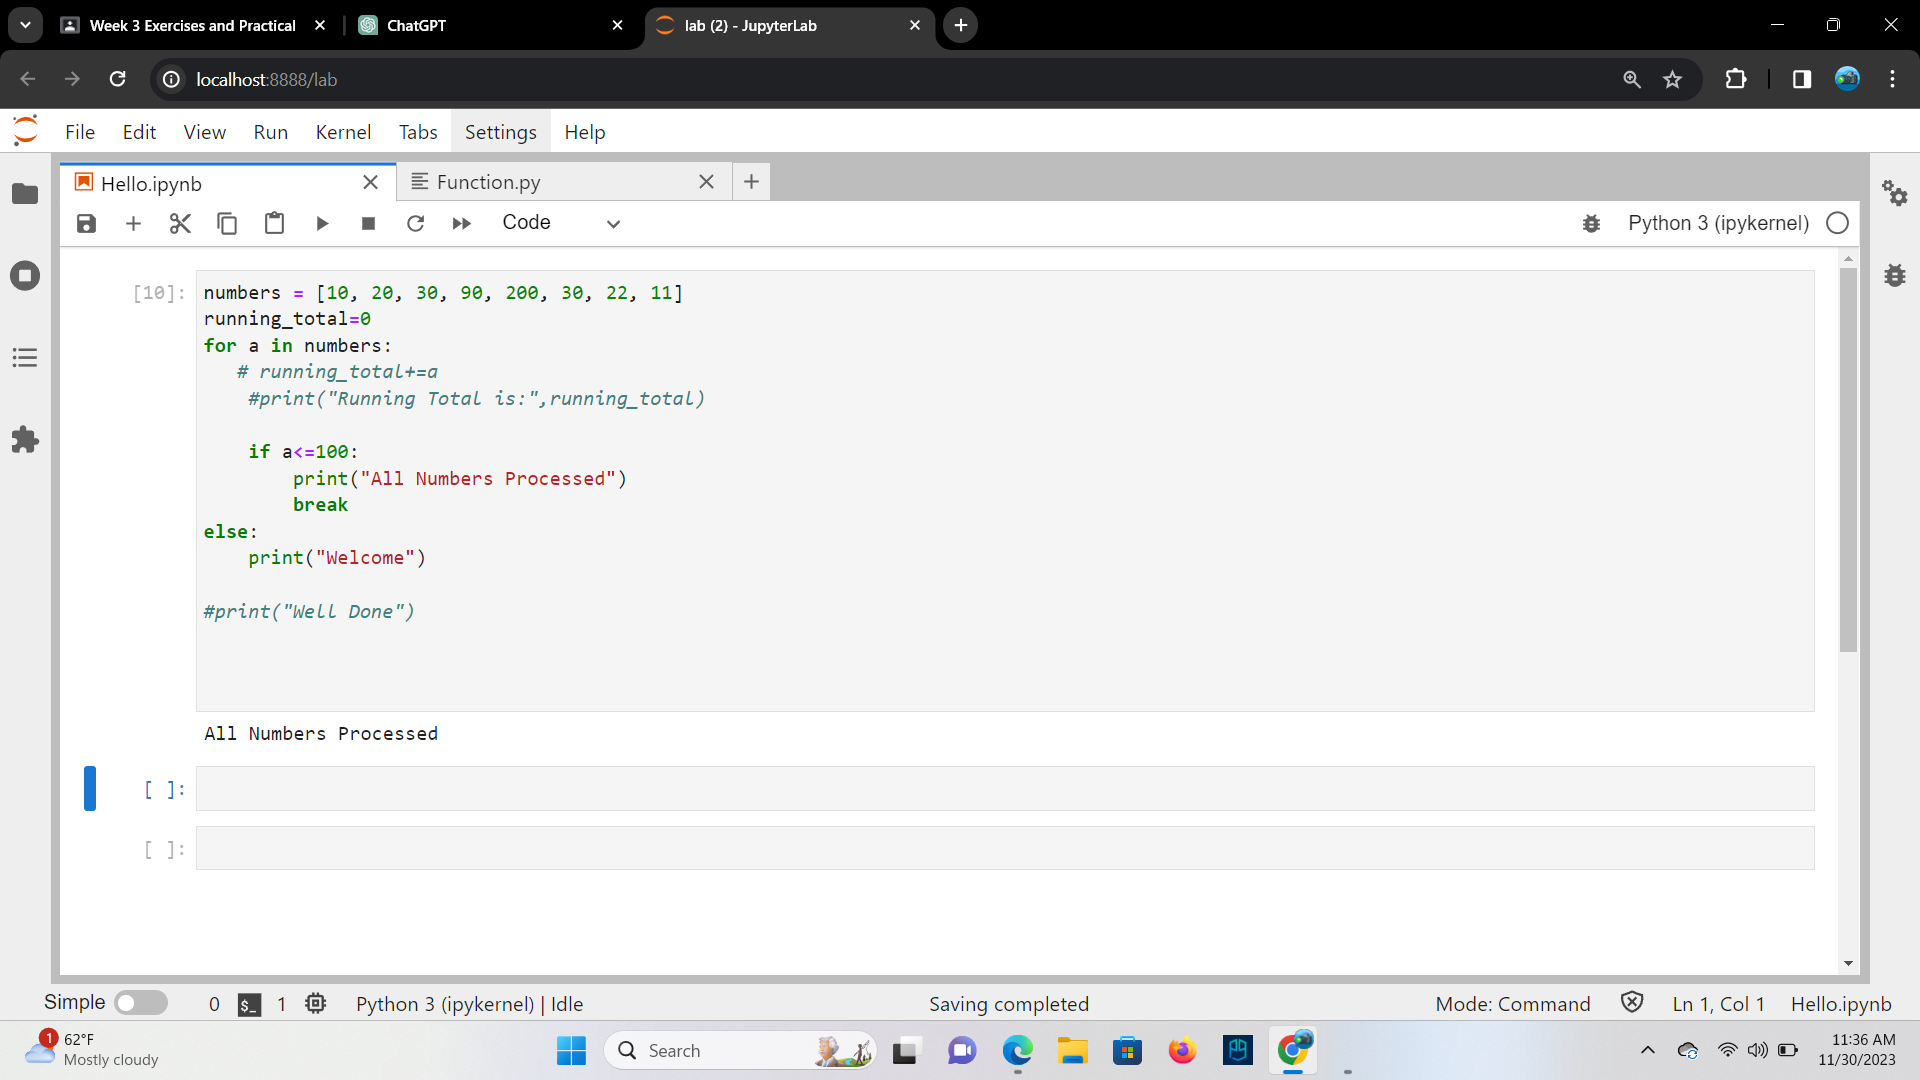 Week 3 Exercises and Practical
ChatGPT
lab (2) - JupyterLab
localhost:8888/lab
File Edit View Run Kernel Tabs Settings Help
Hello.ipynb
Function.py
Code
Python 3 (ipykernel)
[10]:
numbers = [10, 20, 30, 90, 200, 30, 22, 11]
running_total=0
for a in numbers:
   # running_total+=a
    #print("Running Total is:",running_total)
    if a<=100:
        print("All Numbers Processed")
        break
else:
    print("Welcome")
#print("Well Done")
All Numbers Processed
[ ]:
[ ]:
Simple 0 $_ 1 Python 3 (ipykernel) | Idle Saving completed Mode: Command Ln 1, Col 1 Hello.ipynb
1
62°F
Mostly cloudy
Search
11:36 AM
11/30/2023